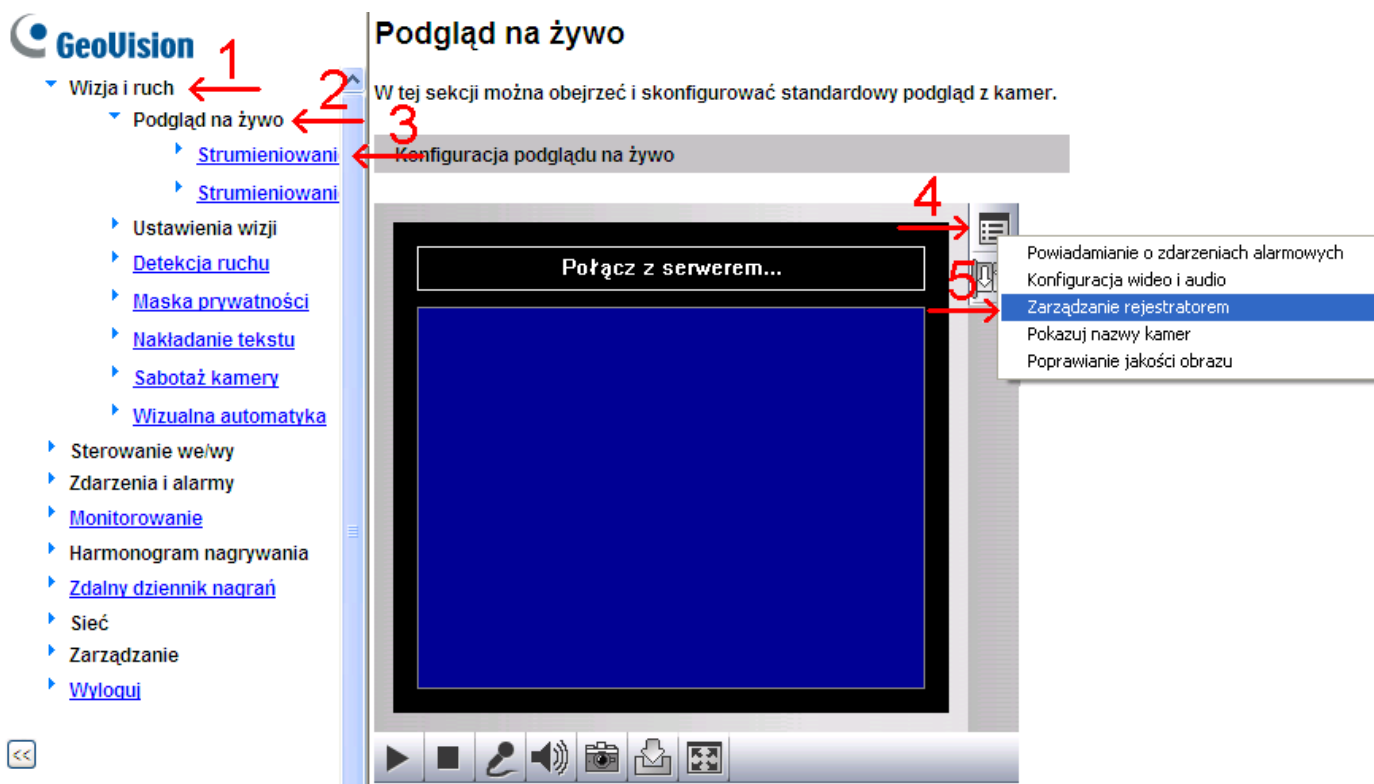 GeoVision
1
Wizja i ruch
2
Podgląd na żywo
3
Strumieniowani
Strumieniowani
Ustawienia wizji
Detekcja ruchu
Maska prywatności
Nakładanie tekstu
Sabotaż kamery
Wizualna automatyka
Sterowanie we/wy
Zdarzenia i alarmy
Monitorowanie
Harmonogram nagrywania
Zdalny dziennik nagrań
Sieć
Zarządzanie
Wyloguj
<<
Podgląd na żywo
W tej sekcji można obejrzeć i skonfigurować standardowy podgląd z kamer.
Konfiguracja podglądu na żywo
4
Połącz z serwerem...
5
Powiadamianie o zdarzeniach alarmowych
Konfiguracja wideo i audio
Zarządzanie rejestratorem
Pokazuj nazwy kamer
Poprawianie jakości obrazu